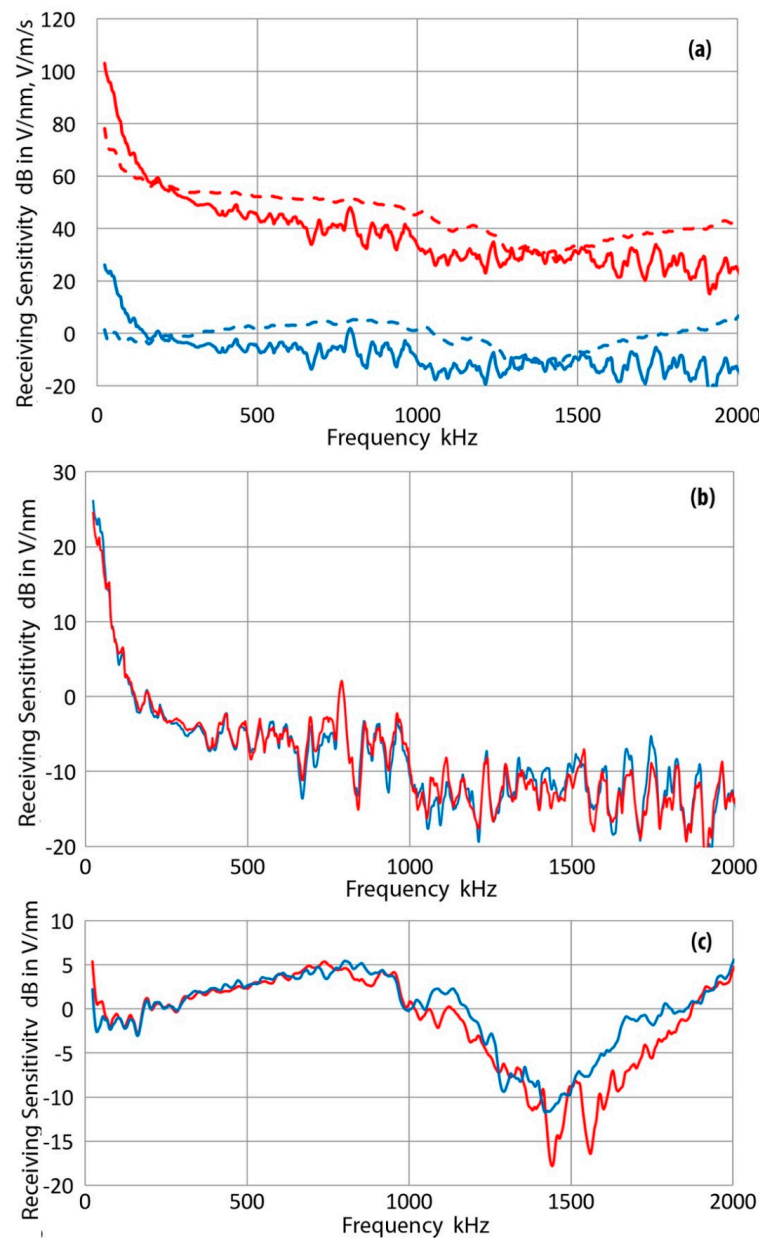 Receiving Sensitivity dB in V/nm, V/m/s
120
100
80
60
40
20
0
-20
(a)
0 500 1000 1500 2000
Frequency kHz
Receiving Sensitivity dB in V/nm
30
20
10
0
-10
-20
(b)
0 500 1000 1500 2000
Frequency kHz
Receiving Sensitivity dB in V/nm
10
5
0
-5
-10
-15
-20
(c)
0 500 1000 1500 2000
Frequency kHz